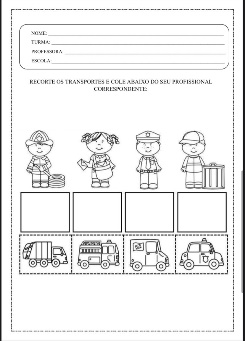 NOME:
TURMA:
PROFESSORA:
ESCOLA:
RECORTE OS TRANSPORTES E COLE ABAIXO DO SEU PROFISSIONAL
CORRESPONDENTE: